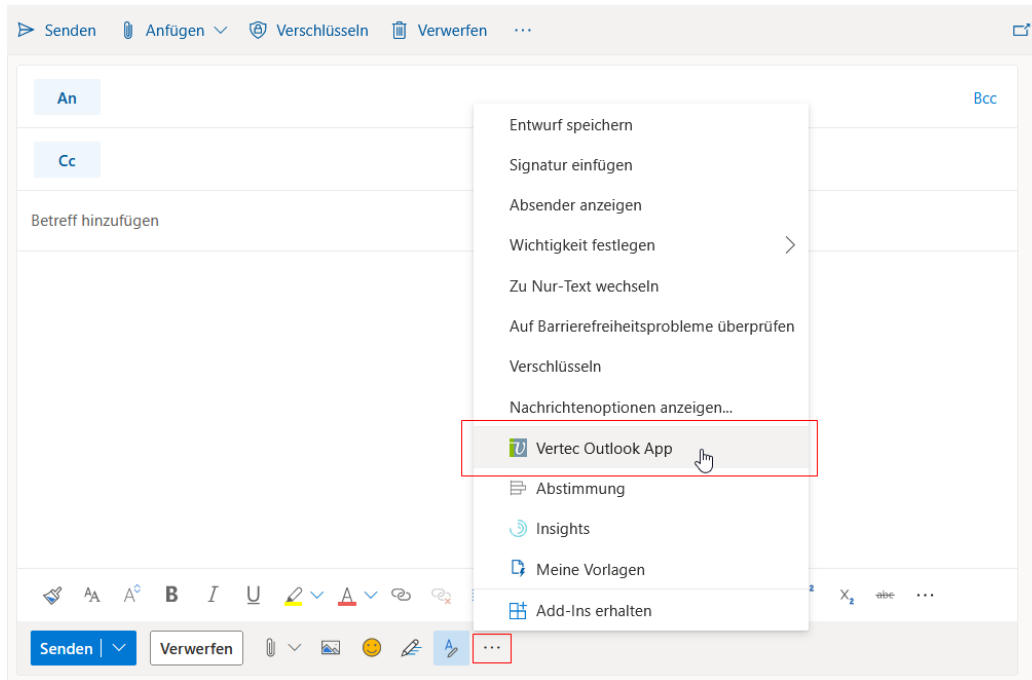 Senden Anfügen Verschlüsseln Verwerfen ...
An Bcc
Cc
Betreff hinzufügen
Entwurf speichern
Signatur einfügen
Absender anzeigen
Wichtigkeit festlegen
Zu Nur-Text wechseln
Auf Barrierefreiheitsprobleme überprüfen
Verschlüsseln
Nachrichtenoptionen anzeigen...
Vertec Outlook App
Abstimmung
Insights
Meine Vorlagen
Add-Ins erhalten
B I U A X₂ abc ...
Senden Verwerfen ...